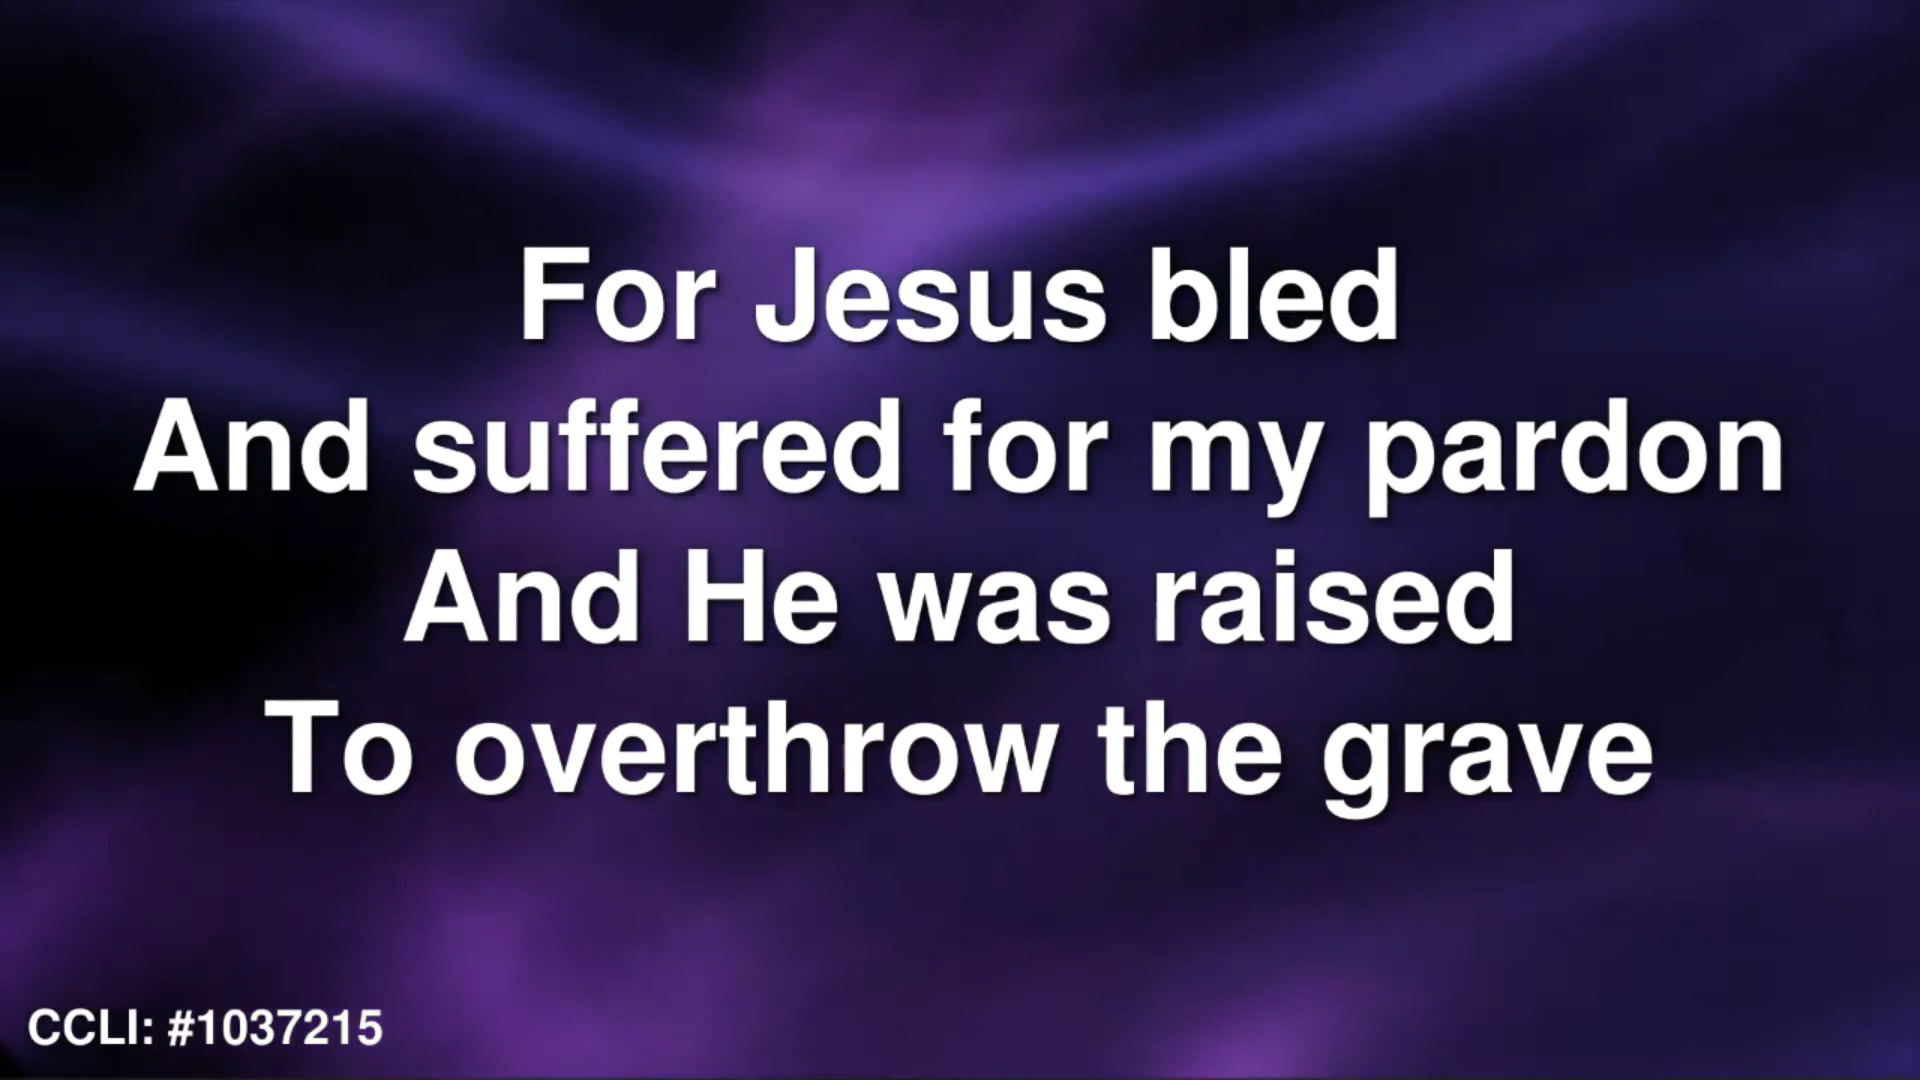 For Jesus bled
And suffered for my pardon
And He was raised
To overthrow the grave
CCLI: #1037215